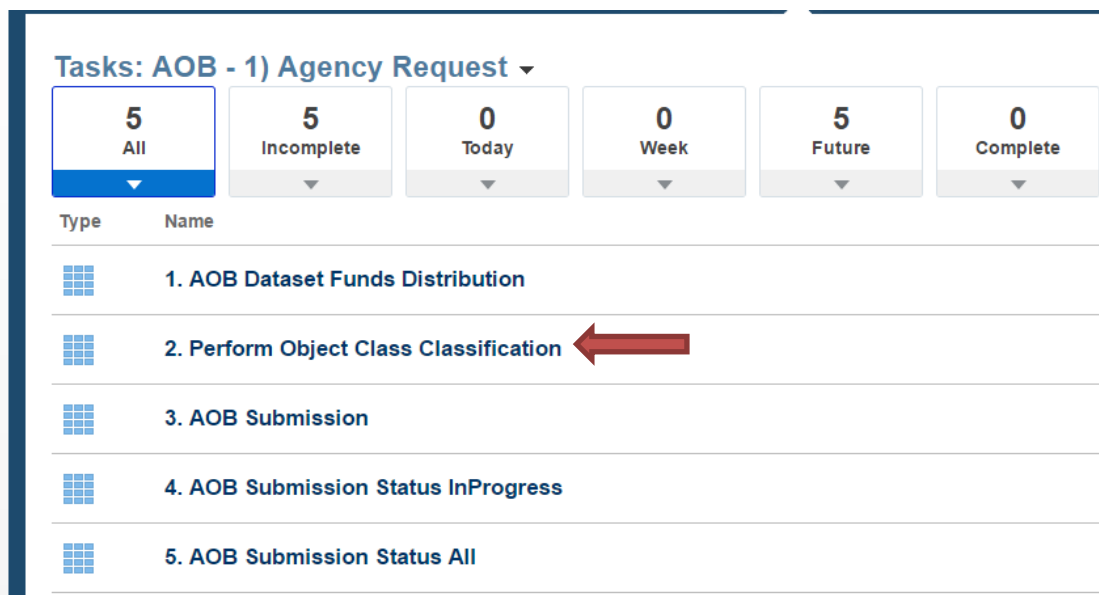 Tasks: AOB - 1) Agency Request
5 5 0 0 5 0
All Incomplete Today Week Future Complete
Type Name
1. AOB Dataset Funds Distribution
2. Perform Object Class Classification
3. AOB Submission
4. AOB Submission Status InProgress
5. AOB Submission Status All